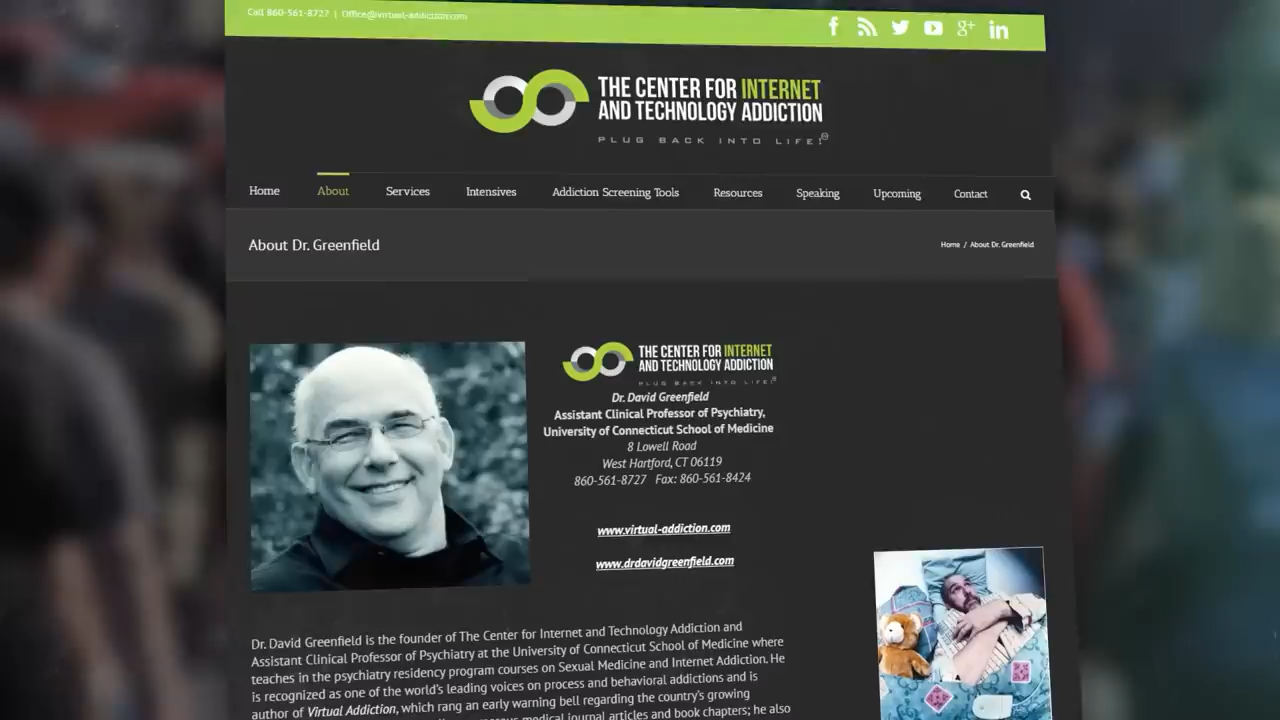 Call 860-561-8727 | Office@virtual-addiction.com
THE CENTER FOR INTERNET
AND TECHNOLOGY ADDICTION
PLUG BACK INTO LIFE!
Home About Services Intensives Addiction Screening Tools Resources Speaking Upcoming Contact
About Dr. Greenfield
Home / About Dr. Greenfield
THE CENTER FOR INTERNET
AND TECHNOLOGY ADDICTION
PLUG BACK INTO LIFE!
Dr. David Greenfield
Assistant Clinical Professor of Psychiatry,
University of Connecticut School of Medicine
8 Lowell Road
West Hartford, CT 06119
860-561-8727 Fax: 860-561-8424
www.virtual-addiction.com
www.drdavidgreenfield.com
Dr. David Greenfield is the founder of The Center for Internet and Technology Addiction and
Assistant Clinical Professor of Psychiatry at the University of Connecticut School of Medicine where
teaches in the psychiatry residency program courses on Sexual Medicine and Internet Addiction. He
is recognized as one of the world's leading voices on process and behavioral addictions and is
author of Virtual Addiction, which rang an early warning bell regarding the country's growing
medical journal articles and book chapters; he also